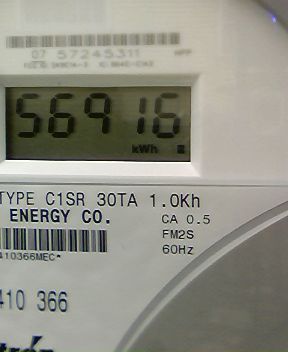 07 57245311
56916
kWh
TYPE C1SR 30TA 1.0Kh
ENERGY CO.
CA 0.5
FM2S
60Hz
410366MEC*
410 366